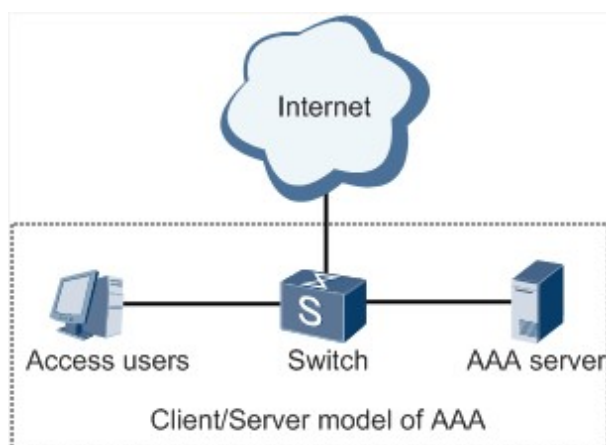 Internet
S
Access users
Switch
AAA server
Client/Server model of AAA